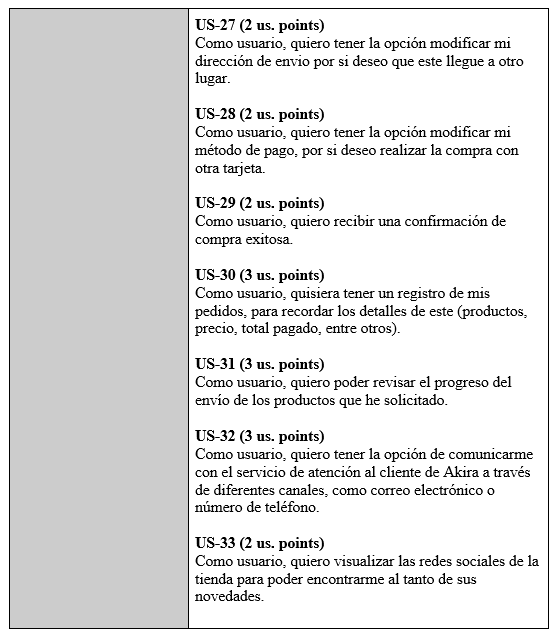 US-27 (2 us. points)
Como usuario, quiero tener la opción modificar mi
dirección de envio por si deseo que este llegue a otro
lugar.
US-28 (2 us. points)
Como usuario, quiero tener la opción modificar mi
método de pago, por si deseo realizar la compra con
otra tarjeta.
US-29 (2 us. points)
Como usuario, quiero recibir una confirmación de
compra exitosa.
US-30 (3 us. points)
Como usuario, quisiera tener un registro de mis
pedidos, para recordar los detalles de este (productos,
precio, total pagado, entre otros).
US-31 (3 us. points)
Como usuario, quiero poder revisar el progreso del
envío de los productos que he solicitado.
US-32 (3 us. points)
Como usuario, quiero tener la opción de comunicarme
con el servicio de atención al cliente de Akira a través
de diferentes canales, como correo electrónico o
número de teléfono.
US-33 (2 us. points)
Como usuario, quiero visualizar las redes sociales de la
tienda para poder encontrarme al tanto de sus
novedades.